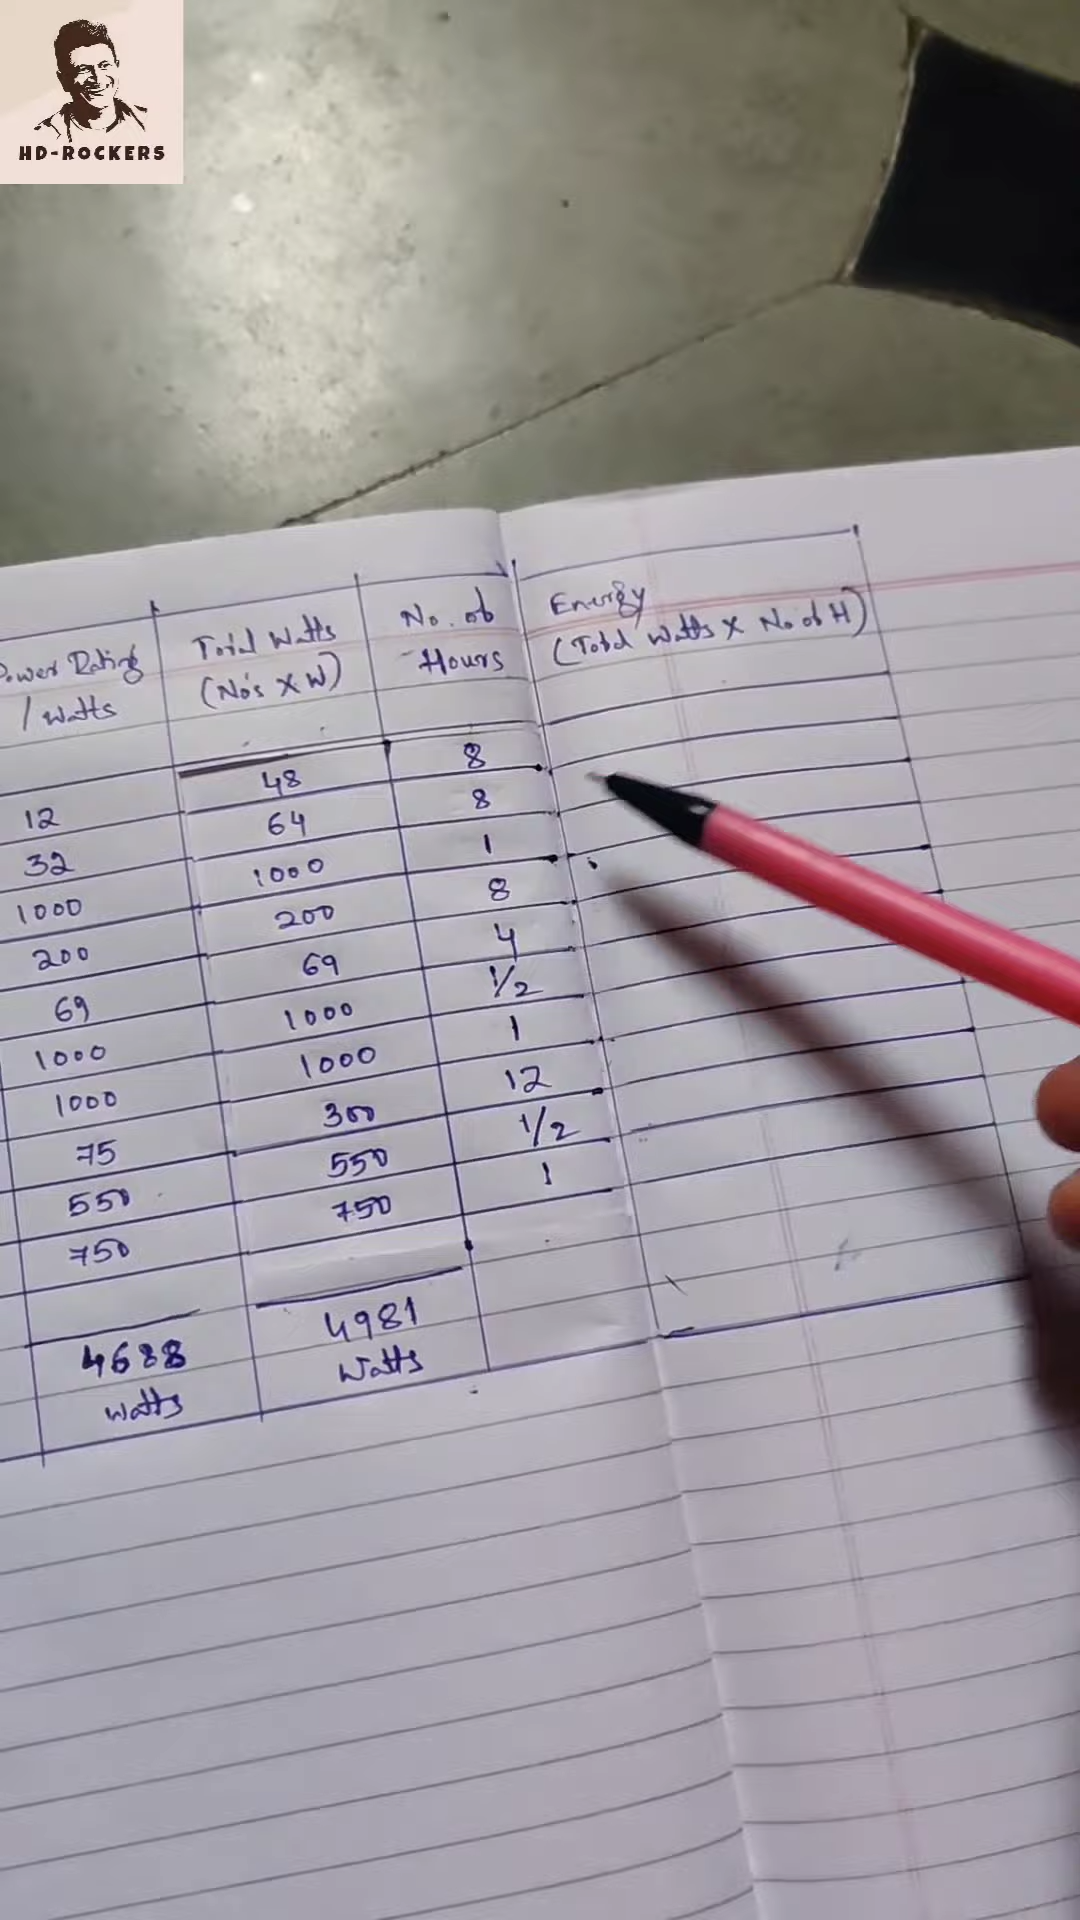 HD-ROCKERS
Power Rating
/ Watts
Total Watts
(No's X W)
No. of
Hours
Energy
(Total Watts X No of H)
12 48 8
32 64 8
1000 1000 1
200 200 8
69 69 4
1000 1000 1/2
1000 1000 1
75 300 12
550 550 1/2
750 750 1
4688 4981
Watts Watts